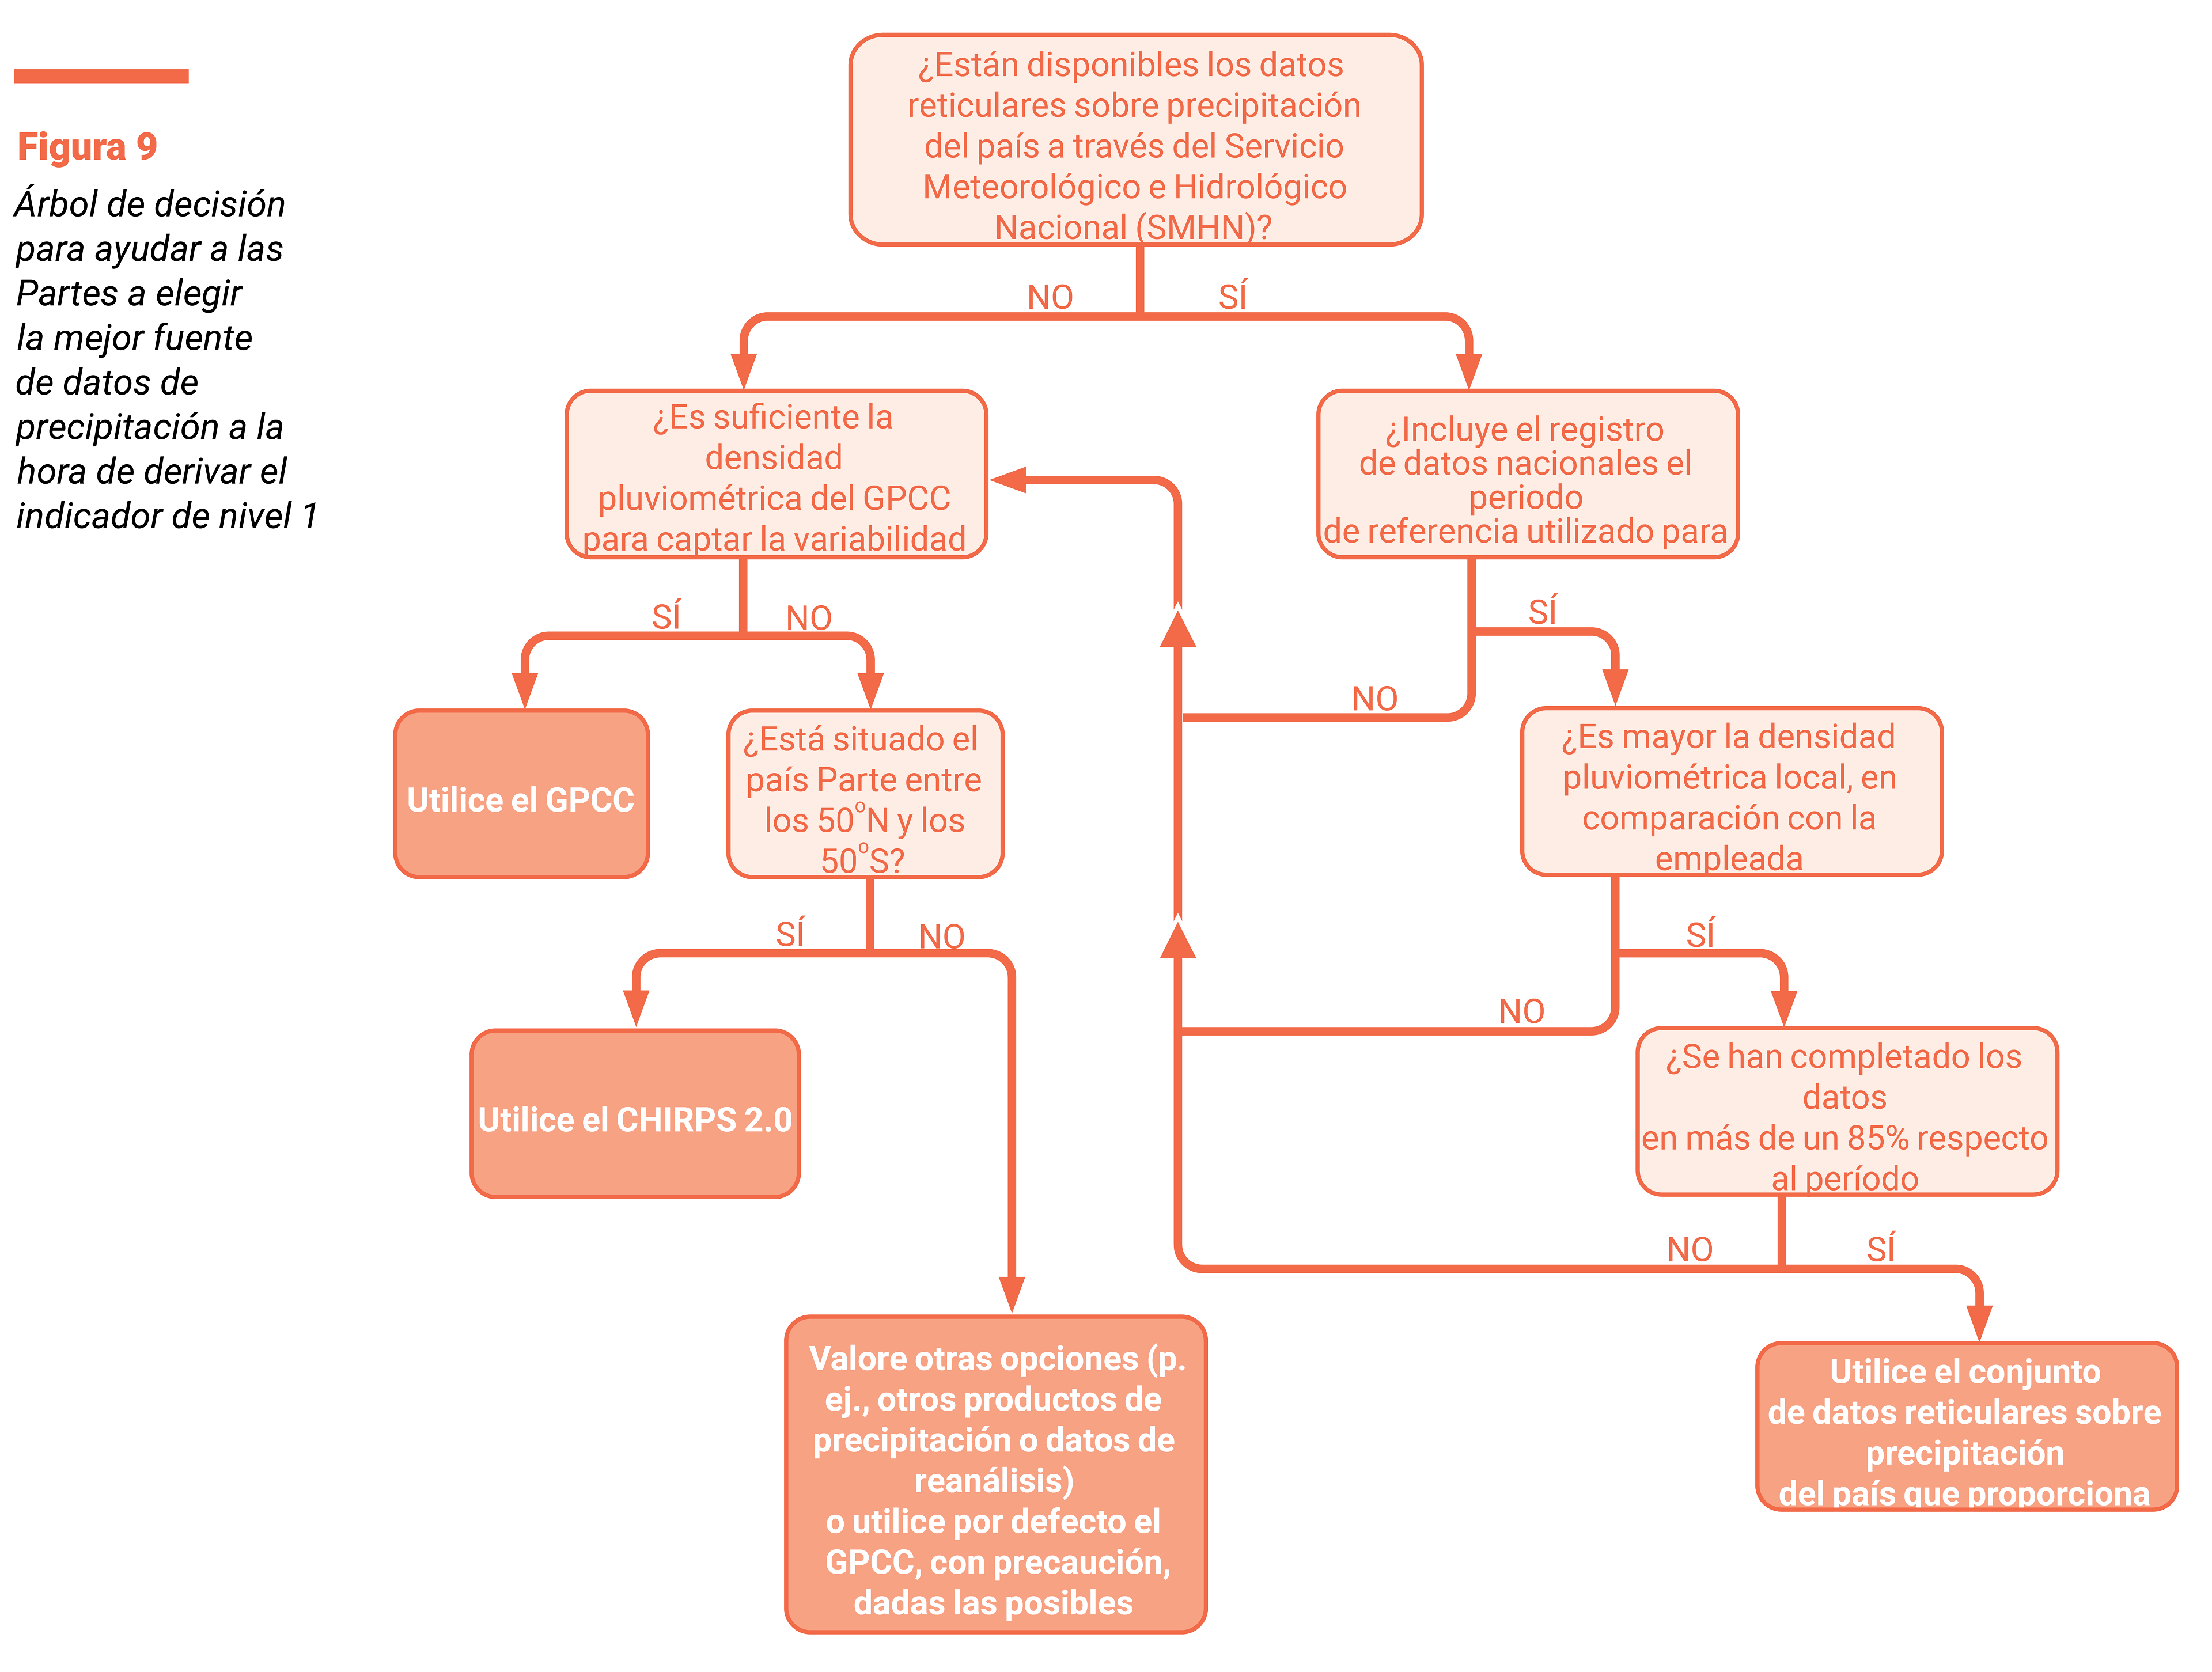 Figura 9
Árbol de decisión
para ayudar a las
Partes a elegir
la mejor fuente
de datos de
precipitación a la
hora de derivar el
indicador de nivel 1
¿Están disponibles los datos
reticulares sobre precipitación
del país a través del Servicio
Meteorológico e Hidrológico
Nacional (SMHN)?
NO
SÍ
¿Es suficiente la
densidad
pluviométrica del GPCC
para captar la variabilidad
¿Incluye el registro
de datos nacionales el
periodo
de referencia utilizado para
SÍ
NO
SÍ
NO
Utilice el GPCC
¿Está situado el
país Parte entre
los 50°N y los
50°S?
¿Es mayor la densidad
pluviométrica local, en
comparación con la
empleada
SÍ
NO
SÍ
NO
Utilice el CHIRPS 2.0
¿Se han completado los
datos
en más de un 85% respecto
al período
NO
SÍ
Valore otras opciones (p.
ej., otros productos de
precipitación o datos de
reanálisis)
o utilice por defecto el
GPCC, con precaución,
dadas las posibles
Utilice el conjunto
de datos reticulares sobre
precipitación
del país que proporciona